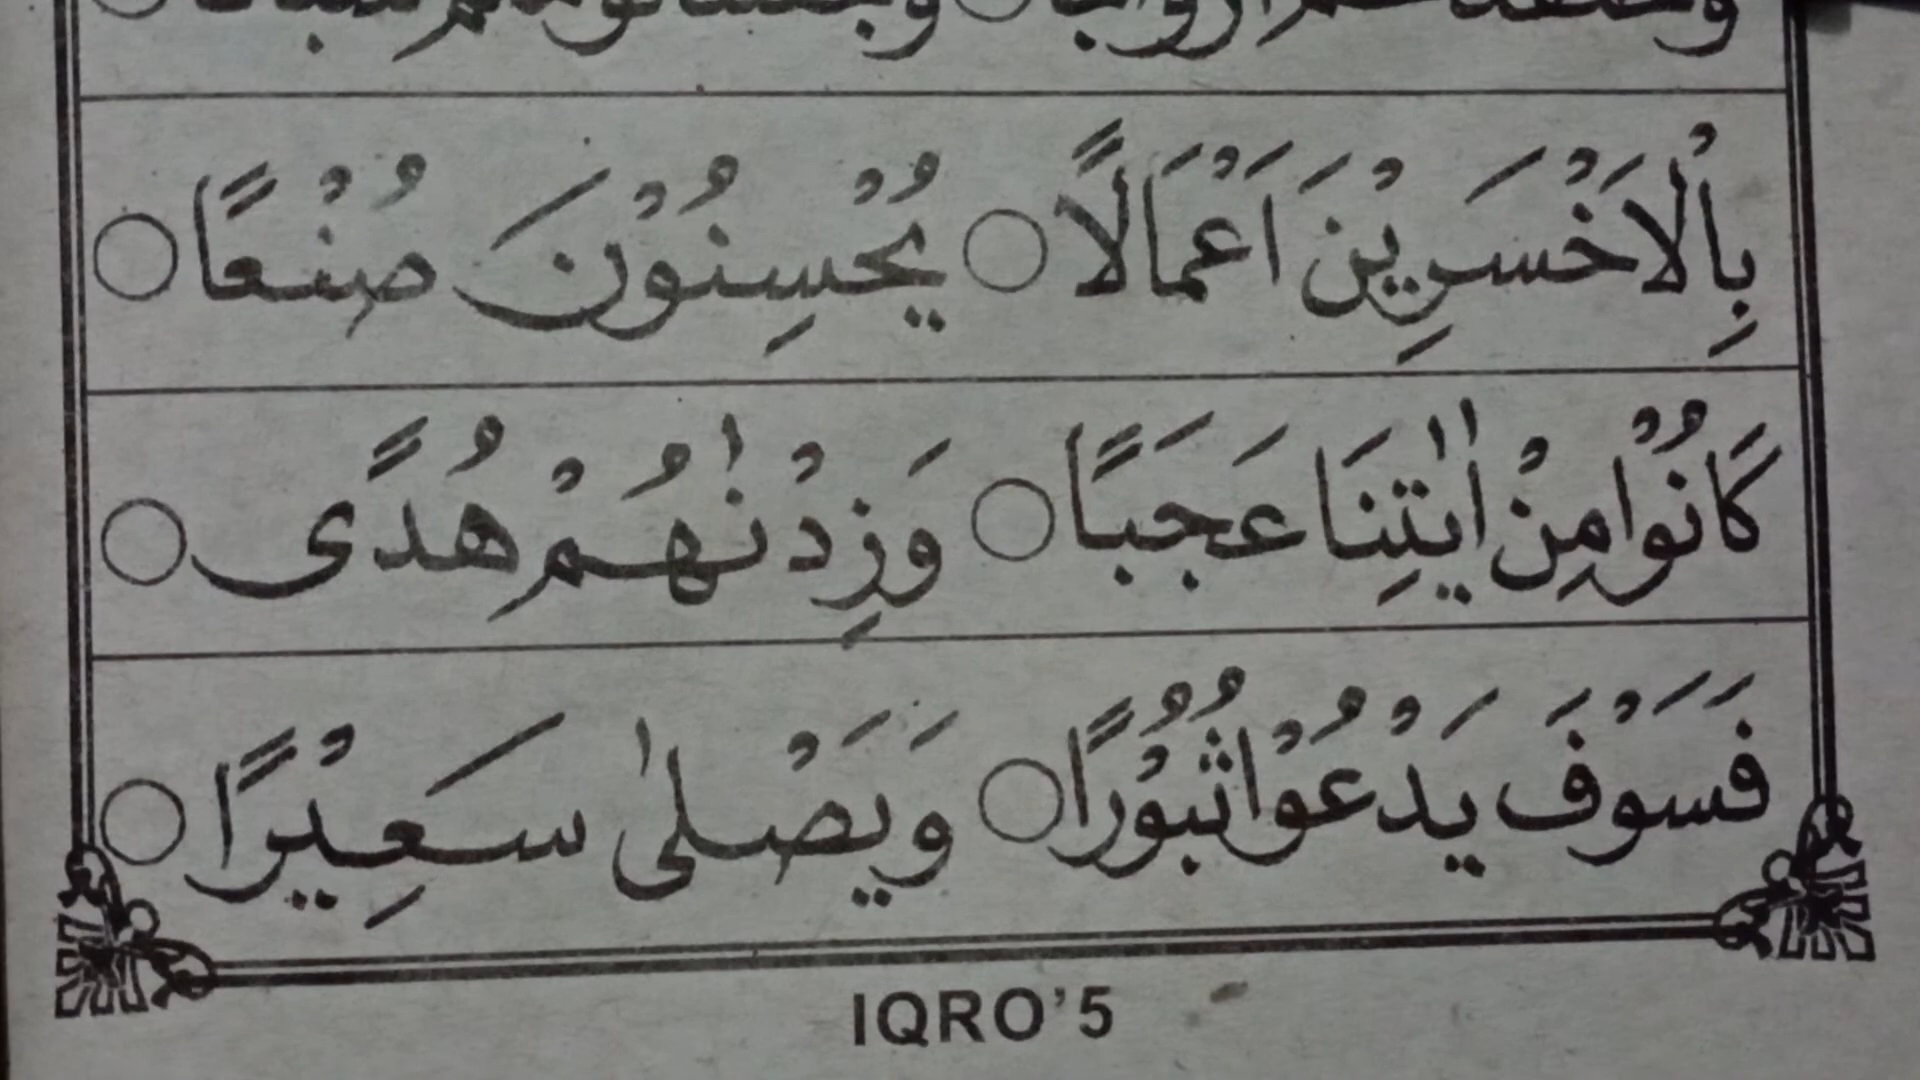 بِالْاَخْسَرِيْنَ اَعْمَالًا ○ يُحْسِنُوْنَ صُنْعًا ○
كَانُوْا مِنْ اٰيٰتِنَا عَجَبًا ○ وَزِدْنٰهُمْ هُدًى ○
فَسَوْفَ يَدْعُوْا ثُبُوْرًا ○ وَيَصْلٰى سَعِيْرًا ○
IQRO'5